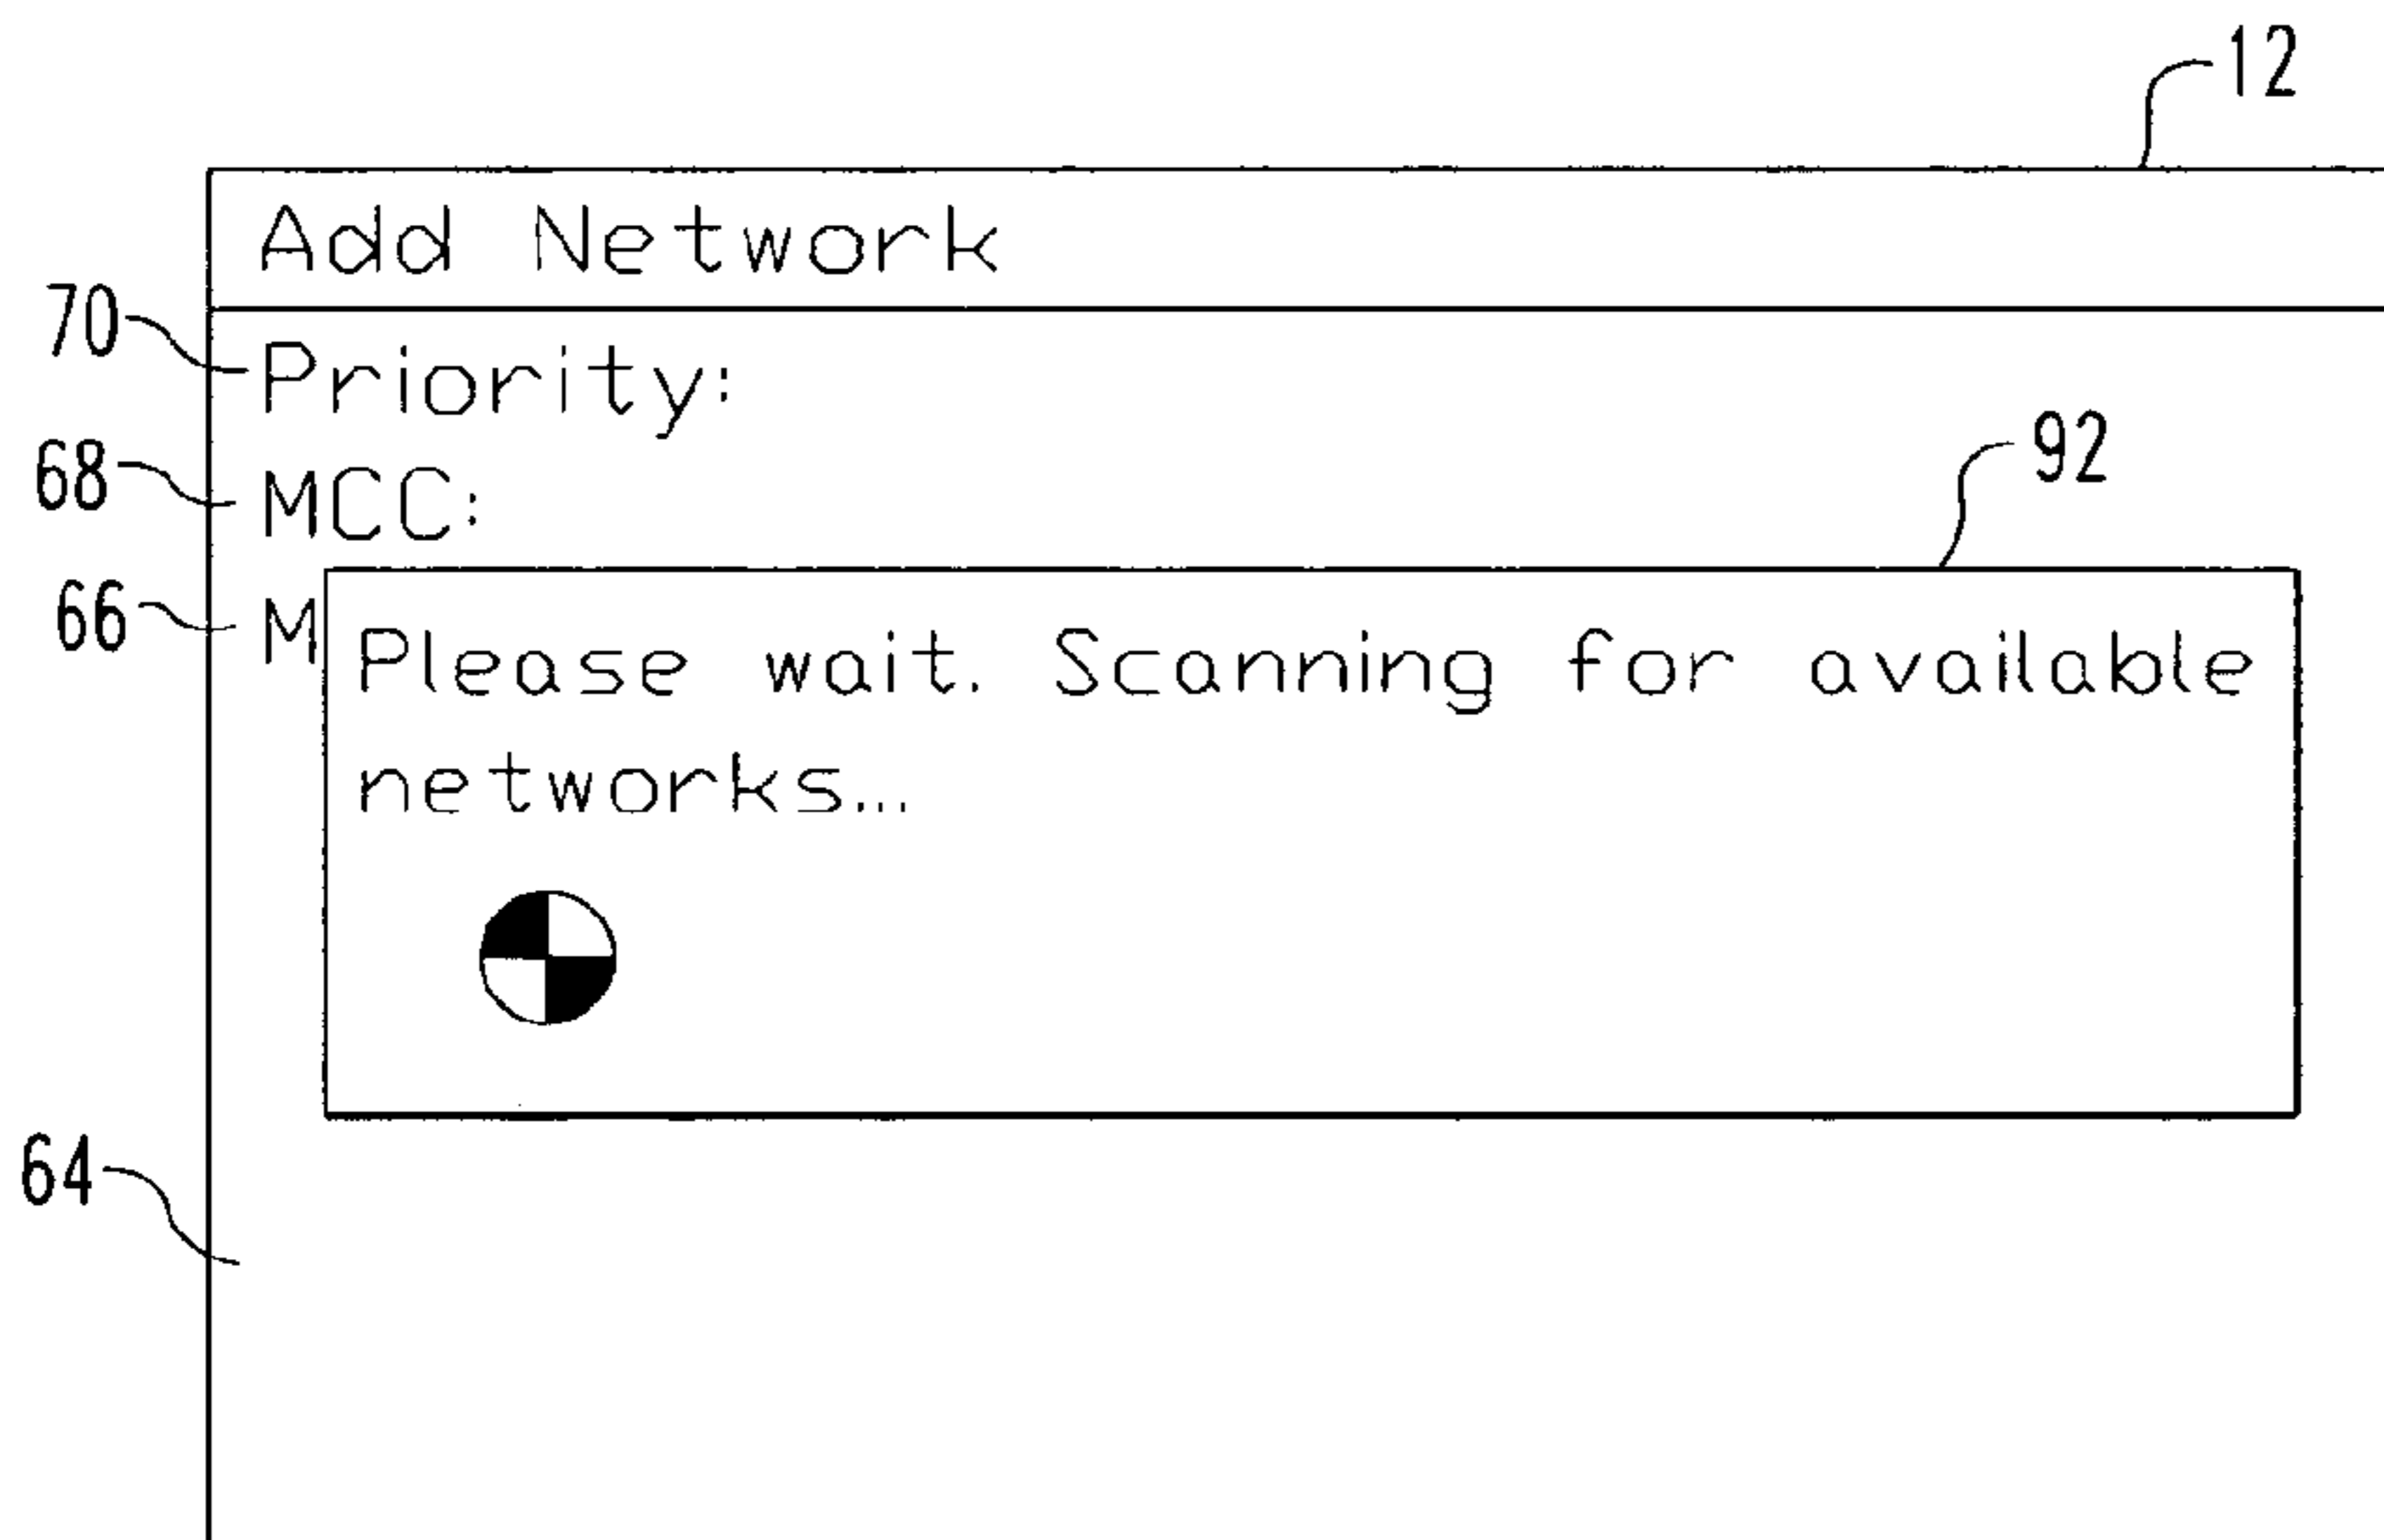 12
Add Network
70
Priority:
68
MCC:
92
66
M
Please wait. Scanning for available
networks...
64